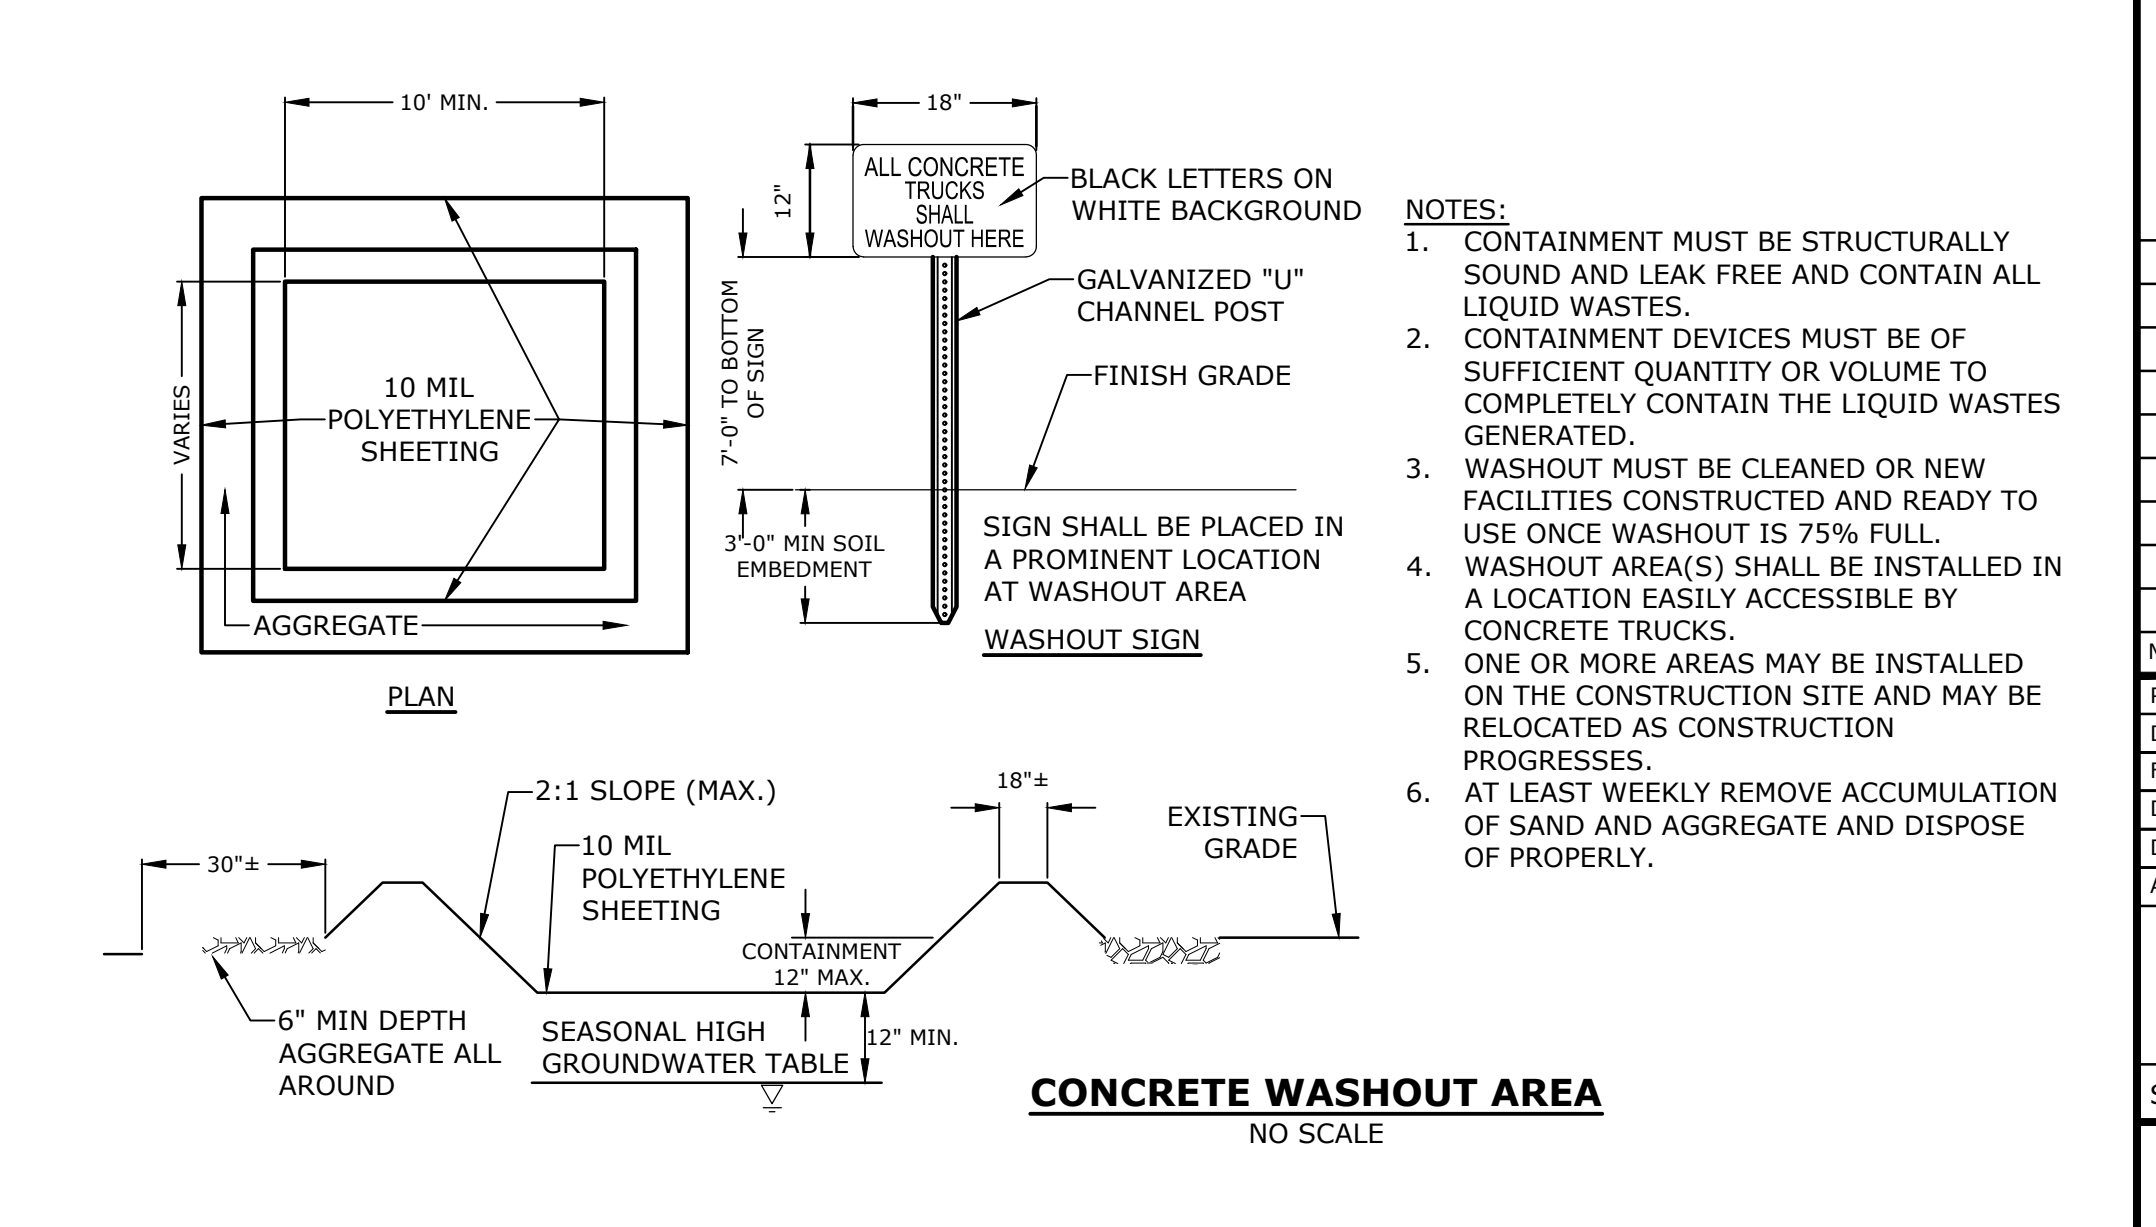 10' MIN.
VARIES
10 MIL
POLYETHYLENE
SHEETING
AGGREGATE
PLAN
18"
12"
ALL CONCRETE
TRUCKS
SHALL
WASHOUT HERE
BLACK LETTERS ON
WHITE BACKGROUND
GALVANIZED "U"
CHANNEL POST
7'-0" TO BOTTOM
OF SIGN
FINISH GRADE
3'-0" MIN SOIL
EMBEDMENT
SIGN SHALL BE PLACED IN
A PROMINENT LOCATION
AT WASHOUT AREA
WASHOUT SIGN
NOTES:
1. CONTAINMENT MUST BE STRUCTURALLY
SOUND AND LEAK FREE AND CONTAIN ALL
LIQUID WASTES.
2. CONTAINMENT DEVICES MUST BE OF
SUFFICIENT QUANTITY OR VOLUME TO
COMPLETELY CONTAIN THE LIQUID WASTES
GENERATED.
3. WASHOUT MUST BE CLEANED OR NEW
FACILITIES CONSTRUCTED AND READY TO
USE ONCE WASHOUT IS 75% FULL.
4. WASHOUT AREA(S) SHALL BE INSTALLED IN
A LOCATION EASILY ACCESSIBLE BY
CONCRETE TRUCKS.
5. ONE OR MORE AREAS MAY BE INSTALLED
ON THE CONSTRUCTION SITE AND MAY BE
RELOCATED AS CONSTRUCTION
PROGRESSES.
6. AT LEAST WEEKLY REMOVE ACCUMULATION
OF SAND AND AGGREGATE AND DISPOSE
OF PROPERLY.
2:1 SLOPE (MAX.)
10 MIL
POLYETHYLENE
SHEETING
30"±
18"±
EXISTING
GRADE
CONTAINMENT
12" MAX.
6" MIN DEPTH
AGGREGATE ALL
AROUND
SEASONAL HIGH
GROUNDWATER TABLE
12" MIN.
CONCRETE WASHOUT AREA
NO SCALE